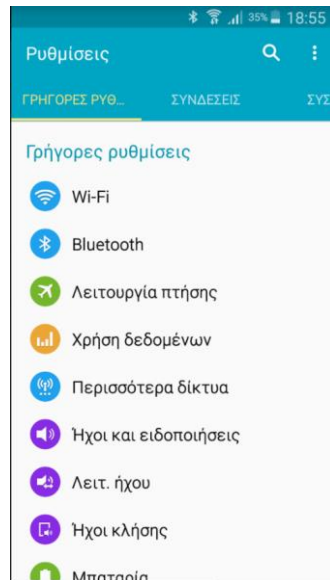 35% 18:55
Ρυθμίσεις
ΓΡΗΓΟΡΕΣ ΡΥΘ... ΣΥΝΔΕΣΕΙΣ ΣΥΣ
Γρήγορες ρυθμίσεις
Wi-Fi
Bluetooth
Λειτουργία πτήσης
Χρήση δεδομένων
Περισσότερα δίκτυα
Ήχοι και ειδοποιήσεις
Λειτ. ήχου
Ήχοι κλήσης
Μπαταρία